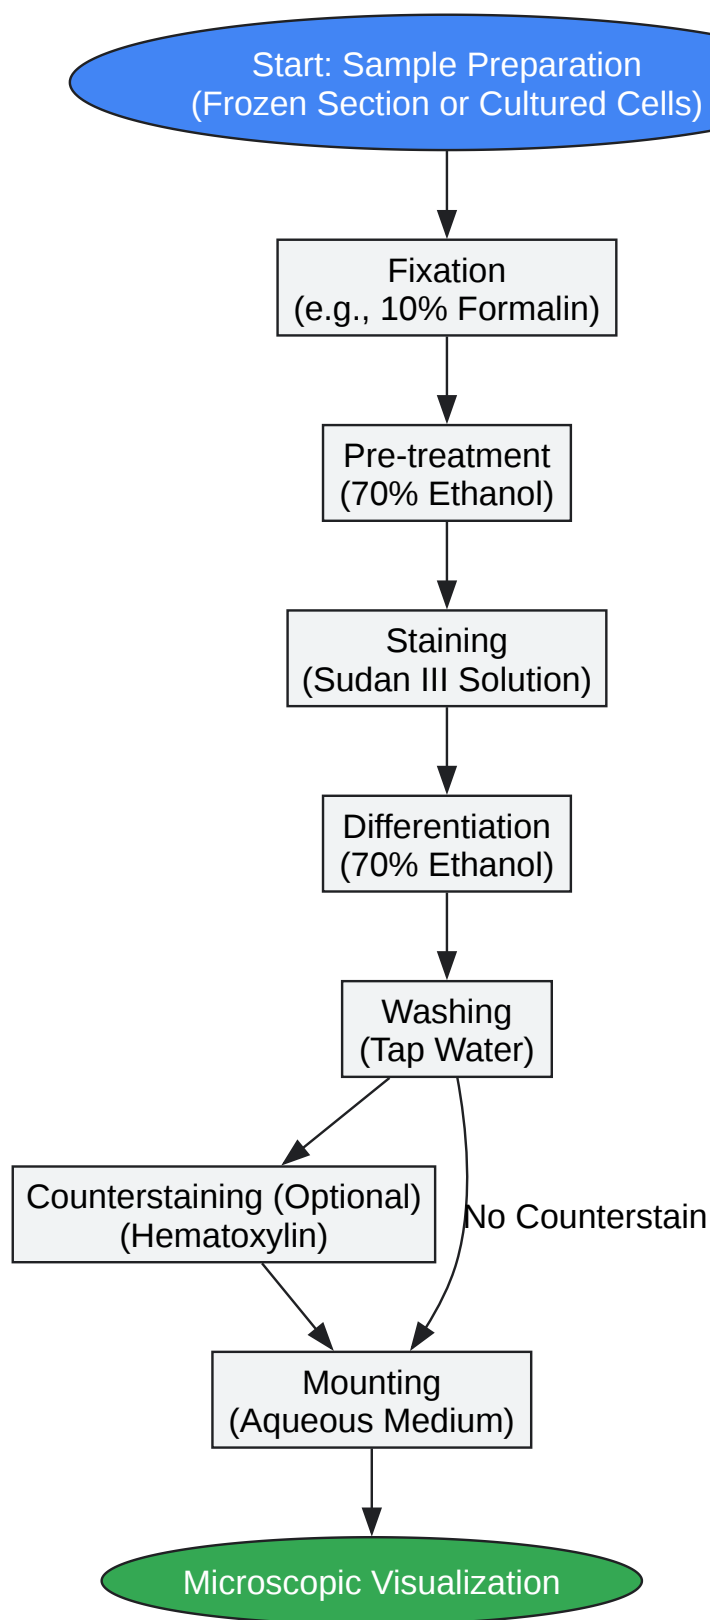 Start: Sample Preparation
(Frozen Section or Cultured Cells)
Fixation
(e.g., 10% Formalin)
Pre-treatment
(70% Ethanol)
Staining
(Sudan III Solution)
Differentiation
(70% Ethanol)
Washing
(Tap Water)
Counterstaining (Optional)
(Hematoxylin)
No Counterstain
Mounting
(Aqueous Medium)
Microscopic Visualization